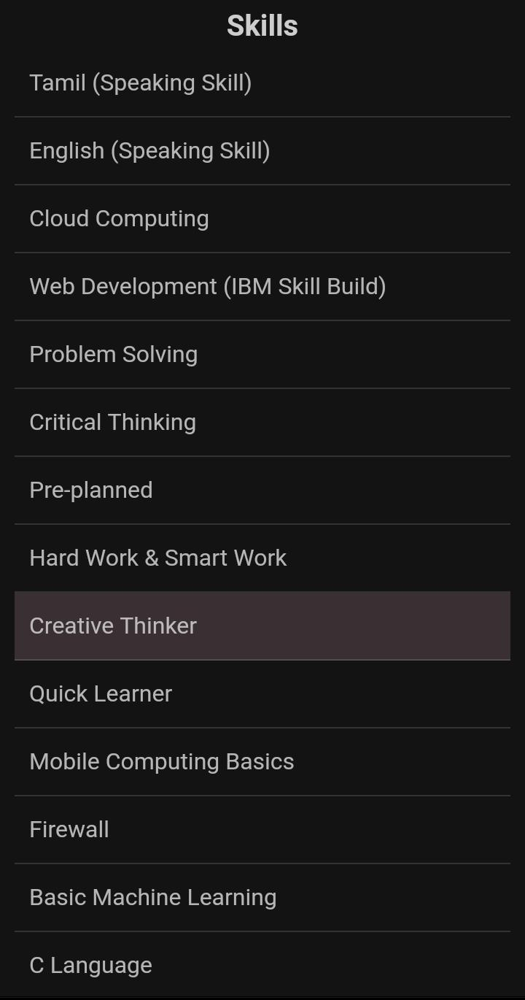 Skills
Tamil (Speaking Skill)
English (Speaking Skill)
Cloud Computing
Web Development (IBM Skill Build)
Problem Solving
Critical Thinking
Pre-planned
Hard Work & Smart Work
Creative Thinker
Quick Learner
Mobile Computing Basics
Firewall
Basic Machine Learning
C Language